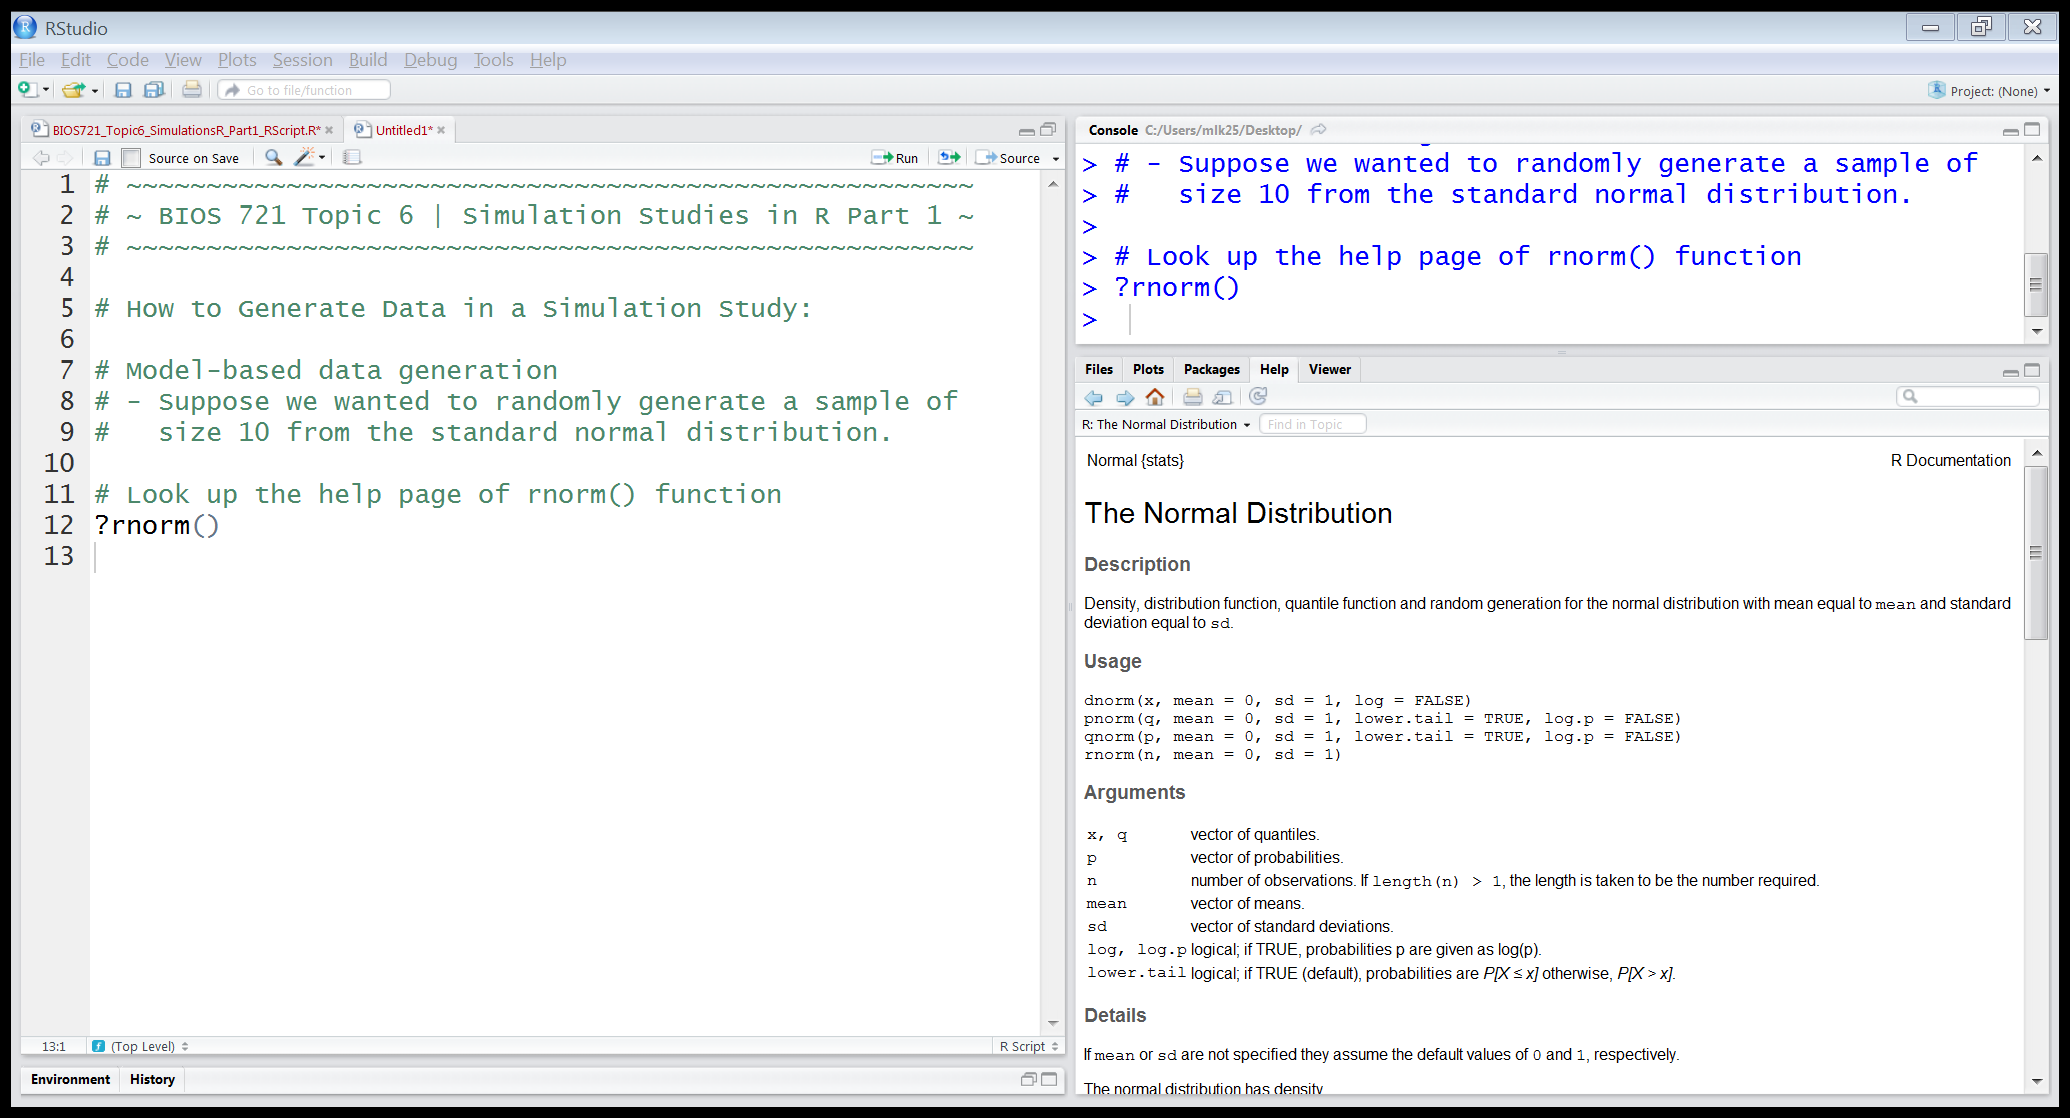 RStudio
File Edit Code View Plots Session Build Debug Tools Help
Go to file/function
Project: (None)
BIOS721_Topic6_SimulationsR_Part1_RScript.R*
Untitled1*
Source on Save
Run
Source
1 # ~~~~~~~~~~~~~~~~~~~~~~~~~~~~~~~~~~~~~~~~~~~~~~~~~~~~~
2 # ~ BIOS 721 Topic 6 | Simulation Studies in R Part 1 ~
3 # ~~~~~~~~~~~~~~~~~~~~~~~~~~~~~~~~~~~~~~~~~~~~~~~~~~~~~
4
5 # How to Generate Data in a Simulation Study:
6
7 # Model-based data generation
8 # - Suppose we wanted to randomly generate a sample of
9 #   size 10 from the standard normal distribution.
10
11 # Look up the help page of rnorm() function
12 ?rnorm()
13
13:1
(Top Level)
R Script
Environment History
Console C:/Users/mlk25/Desktop/
> # - Suppose we wanted to randomly generate a sample of
> #   size 10 from the standard normal distribution.
>
> # Look up the help page of rnorm() function
> ?rnorm()
>
Files Plots Packages Help Viewer
R: The Normal Distribution
Find in Topic
Normal {stats}
R Documentation
The Normal Distribution
Description
Density, distribution function, quantile function and random generation for the normal distribution with mean equal to mean and standard
deviation equal to sd.
Usage
dnorm(x, mean = 0, sd = 1, log = FALSE)
pnorm(q, mean = 0, sd = 1, lower.tail = TRUE, log.p = FALSE)
qnorm(p, mean = 0, sd = 1, lower.tail = TRUE, log.p = FALSE)
rnorm(n, mean = 0, sd = 1)
Arguments
x, q vector of quantiles.
p vector of probabilities.
n number of observations. If length(n) > 1, the length is taken to be the number required.
mean vector of means.
sd vector of standard deviations.
log, log.p logical; if TRUE, probabilities p are given as log(p).
lower.tail logical; if TRUE (default), probabilities are P[X ≤ x] otherwise, P[X > x].
Details
If mean or sd are not specified they assume the default values of 0 and 1, respectively.
The normal distribution has density